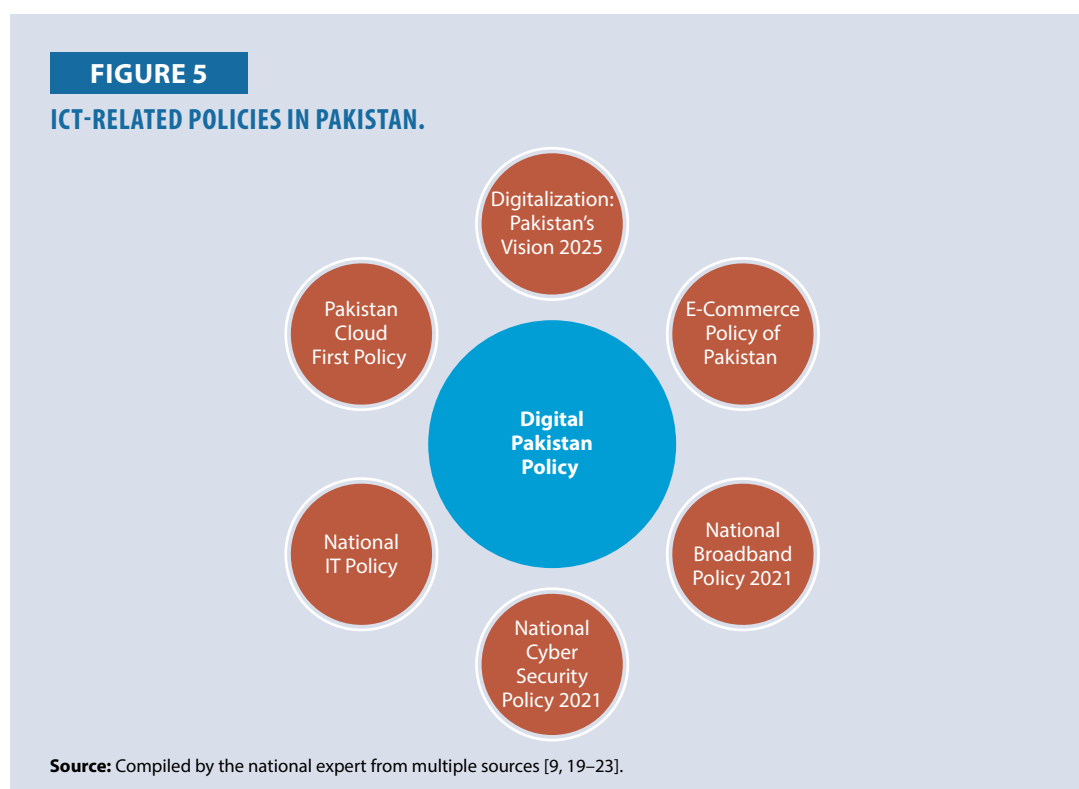 FIGURE 5
ICT-RELATED POLICIES IN PAKISTAN.
Digitalization:
Pakistan’s
Vision 2025
E-Commerce
Policy of
Pakistan
National
Broadband
Policy 2021
National
Cyber
Security
Policy 2021
National
IT Policy
Pakistan
Cloud
First Policy
Digital
Pakistan
Policy
Source: Compiled by the national expert from multiple sources [9, 19–23].